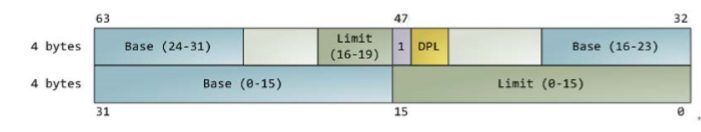 63 47 32
4 bytes Base (24-31) Limit (16-19) 1 DPL Base (16-23)
4 bytes Base (0-15) Limit (0-15)
31 15 0 ,